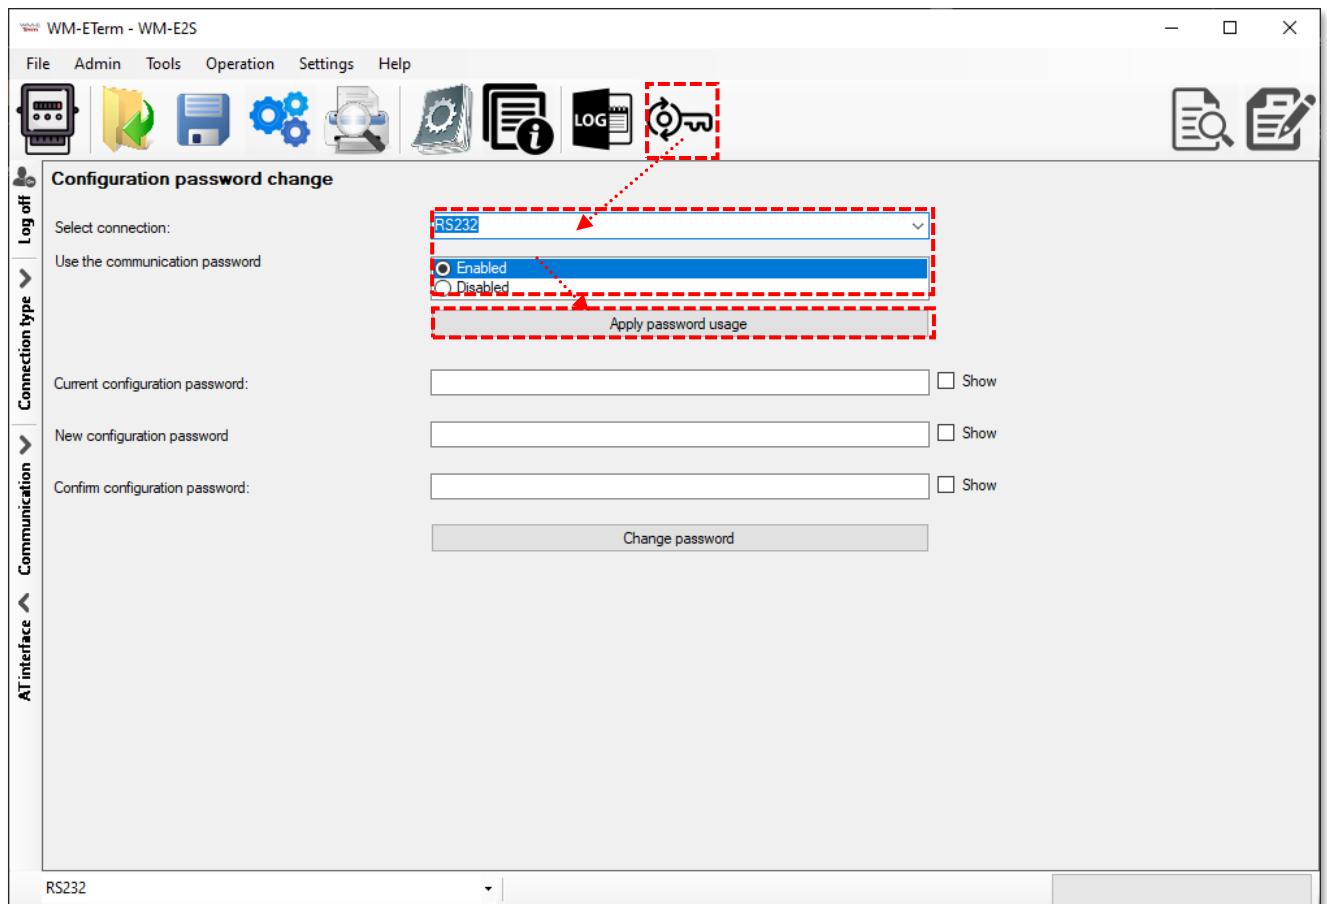 WM-ETerm - WM-E2S
File Admin Tools Operation Settings Help
LOG
Configuration password change
Log off
Connection type
Communication
AT interface
Select connection:
RS232
Use the communication password
Enabled
Disabled
Apply password usage
Current configuration password:
Show
New configuration password
Show
Confirm configuration password:
Show
Change password
RS232